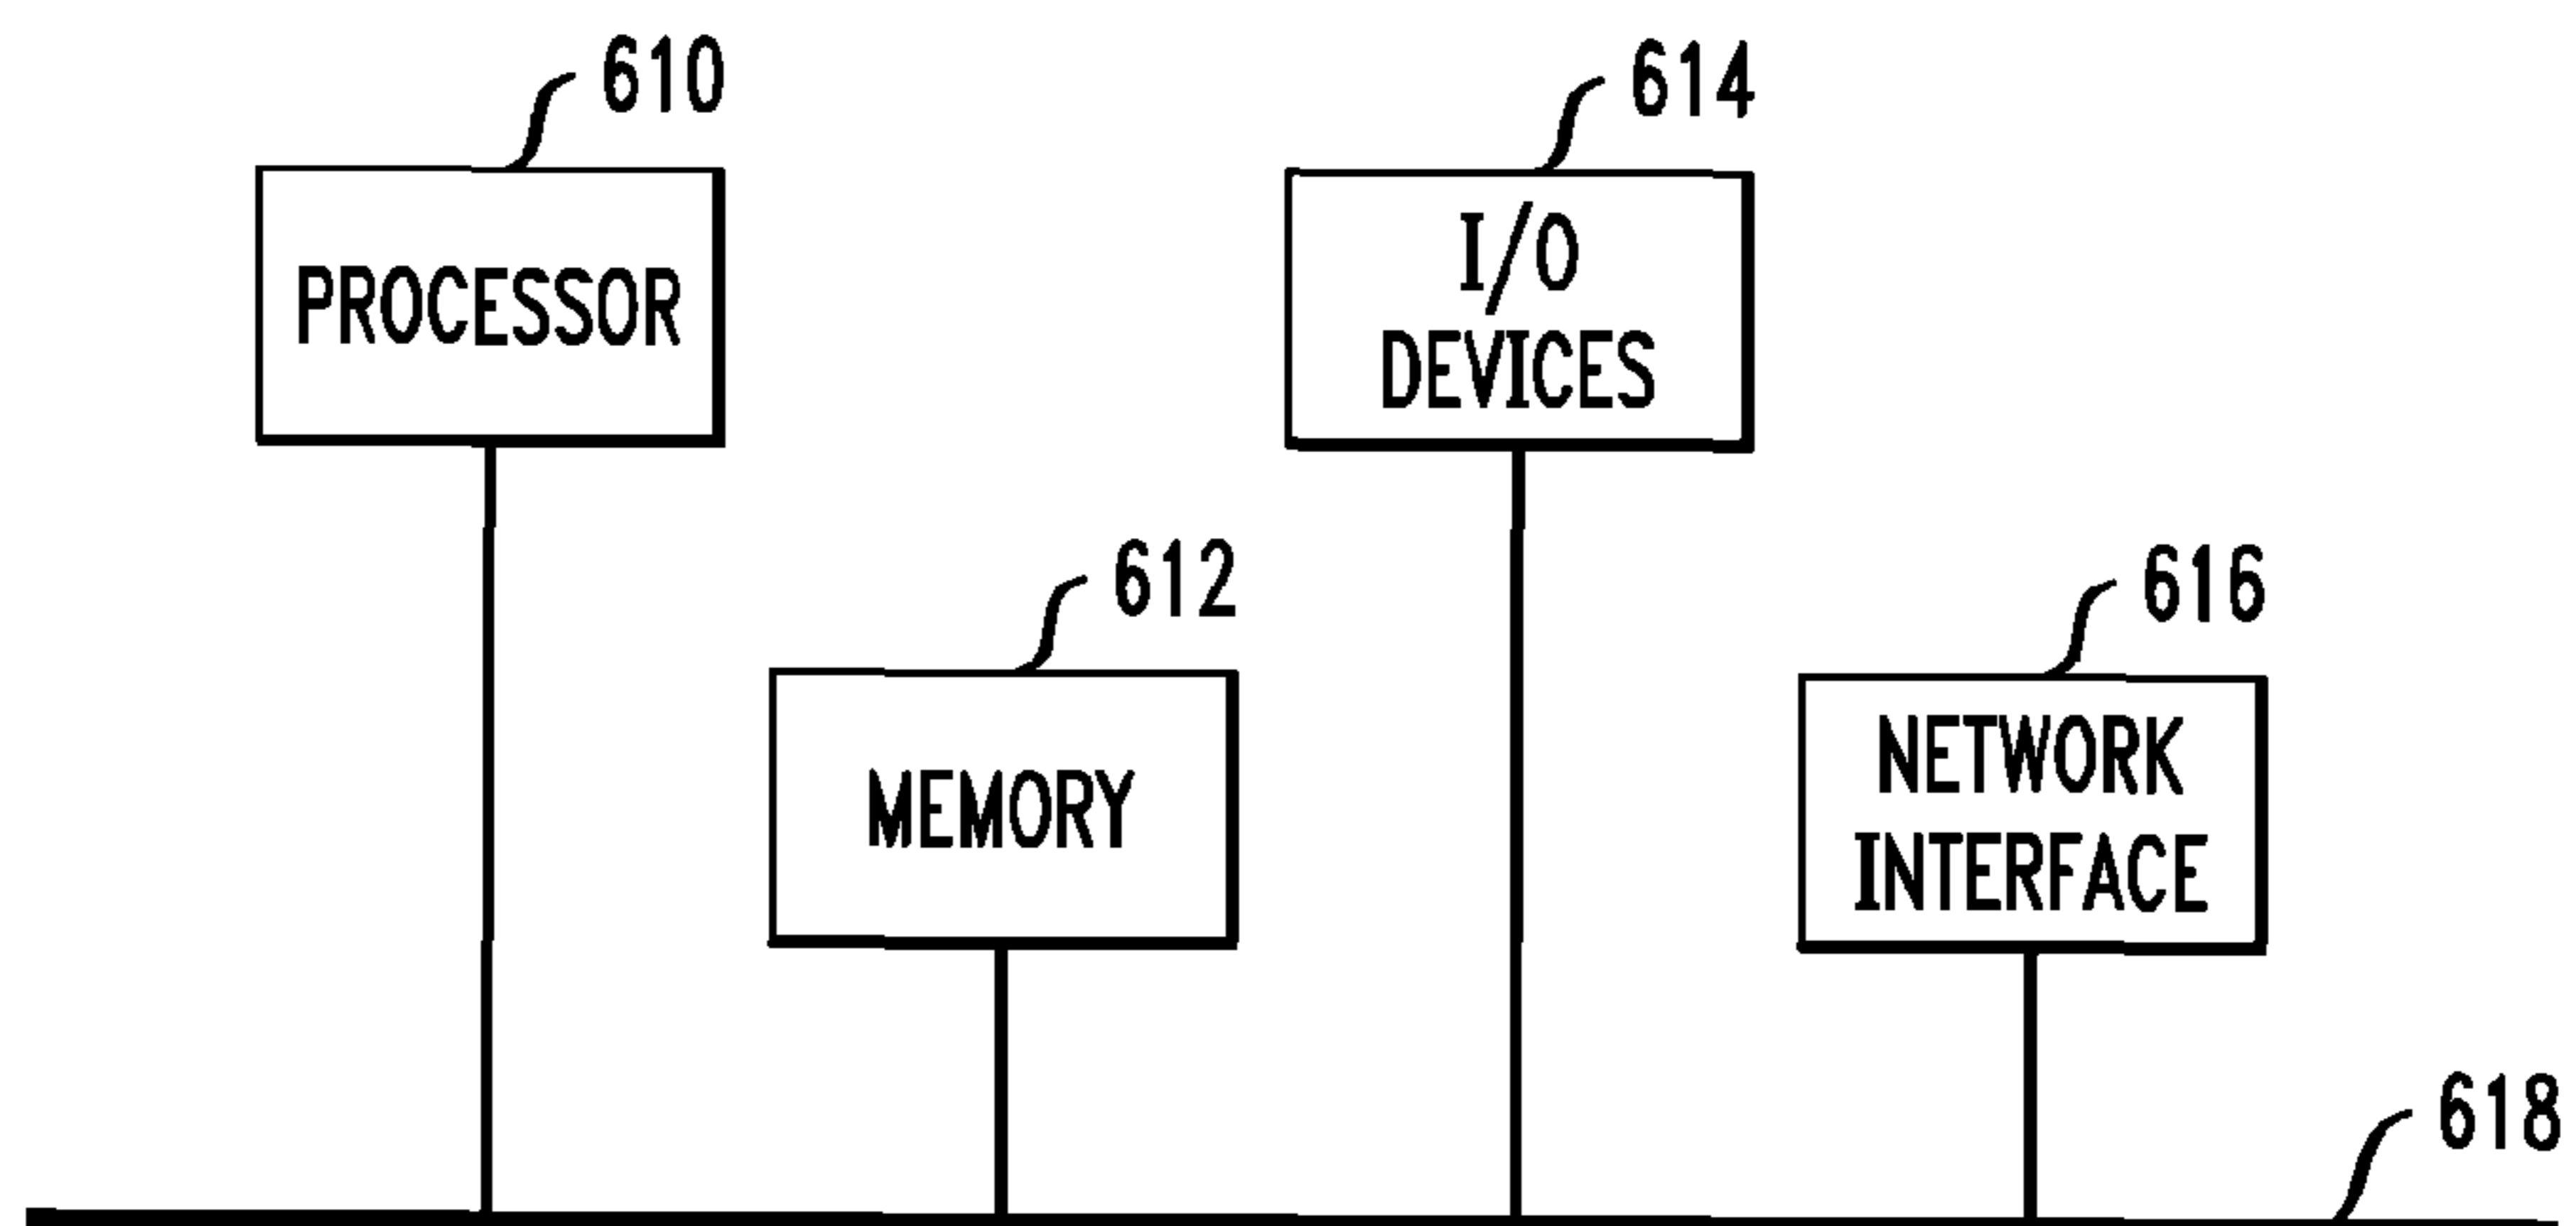 610
PROCESSOR
614
I/O
DEVICES
612
MEMORY
616
NETWORK
INTERFACE
618